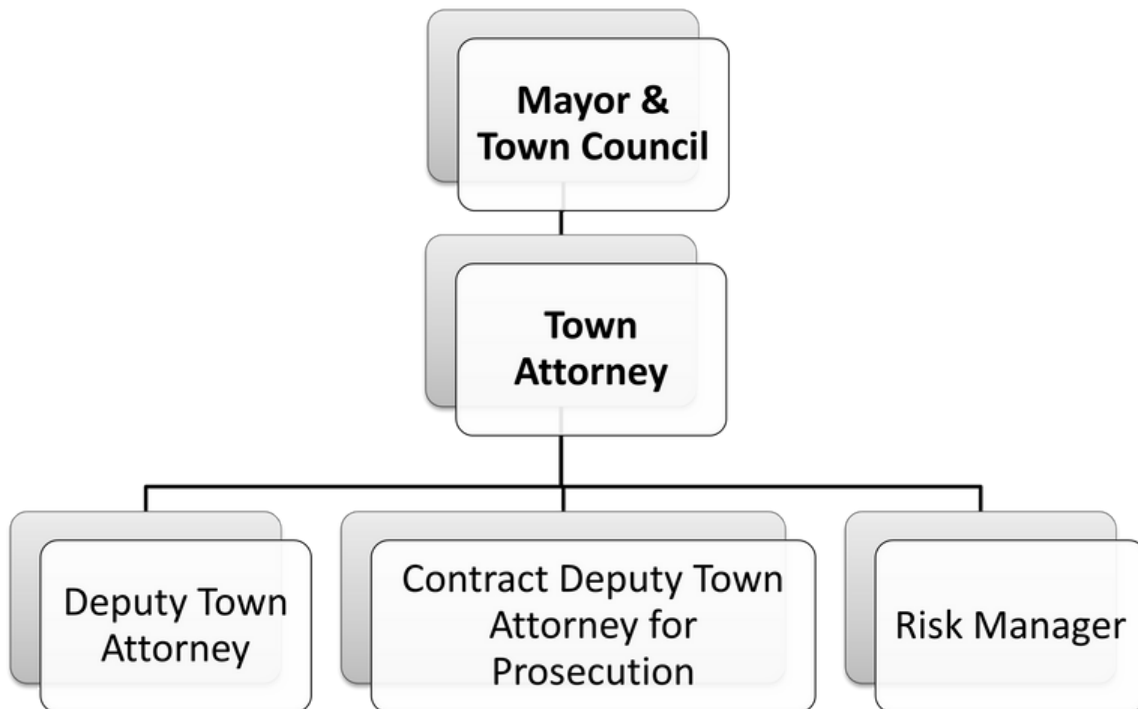 Mayor &
Town Council
Town
Attorney
Deputy Town
Attorney
Contract Deputy Town
Attorney for
Prosecution
Risk Manager